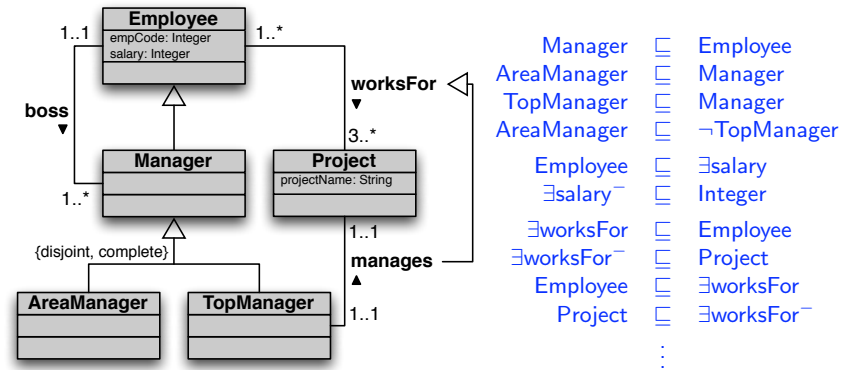 Employee
empCode: Integer
salary: Integer
1..1
1..*
boss
▼
worksFor
▼
3..*
Manager
1..*
Project
projectName: String
1..1
{disjoint, complete}
manages
▲
AreaManager
TopManager
1..1
Manager ⊑ Employee
AreaManager ⊑ Manager
TopManager ⊑ Manager
AreaManager ⊑ ¬TopManager
Employee ⊑ ∃salary
∃salary⁻ ⊑ Integer
∃worksFor ⊑ Employee
∃worksFor⁻ ⊑ Project
Employee ⊑ ∃worksFor
Project ⊑ ∃worksFor⁻
⋮